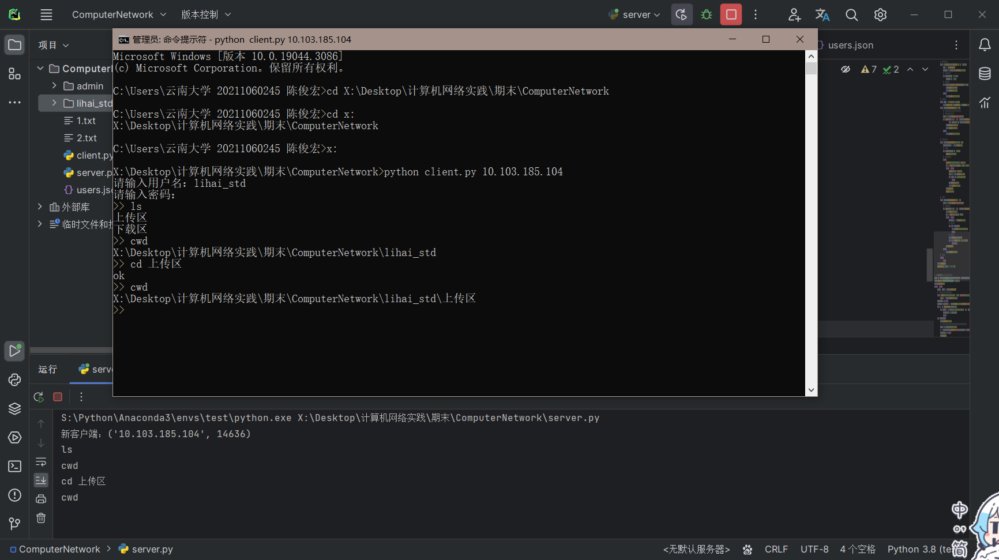 ComputerNetwork
版本控制
server
项目
管理员: 命令提示符 - python  client.py 10.103.185.104
users.json
Microsoft Windows [版本 10.0.19044.3086]
(c) Microsoft Corporation。保留所有权利。
C:\Users\云南大学 20211060245 陈俊宏>cd X:\Desktop\计算机网络实践\期末\ComputerNetwork
C:\Users\云南大学 20211060245 陈俊宏>cd x:
X:\Desktop\计算机网络实践\期末\ComputerNetwork
C:\Users\云南大学 20211060245 陈俊宏>x:
X:\Desktop\计算机网络实践\期末\ComputerNetwork>python client.py 10.103.185.104
请输入用户名: lihai_std
请输入密码:
>> ls
上传区
下载区
>> cwd
X:\Desktop\计算机网络实践\期末\ComputerNetwork\lihai_std
>> cd 上传区
ok
>> cwd
X:\Desktop\计算机网络实践\期末\ComputerNetwork\lihai_std\上传区
>>
7
2
Computer
admin
lihai_std
1.txt
2.txt
client.py
server.p
users.js
外部库
临时文件和
运行
serve
S:\Python\Anaconda3\envs\test\python.exe X:\Desktop\计算机网络实践\期末\ComputerNetwork\server.py
新客户端: ('10.103.185.104', 14636)
ls
cwd
cd 上传区
cwd
中
简
ComputerNetwork > server.py
<无默认服务器>
CRLF
UTF-8
4 个空格
Python 3.8 (te